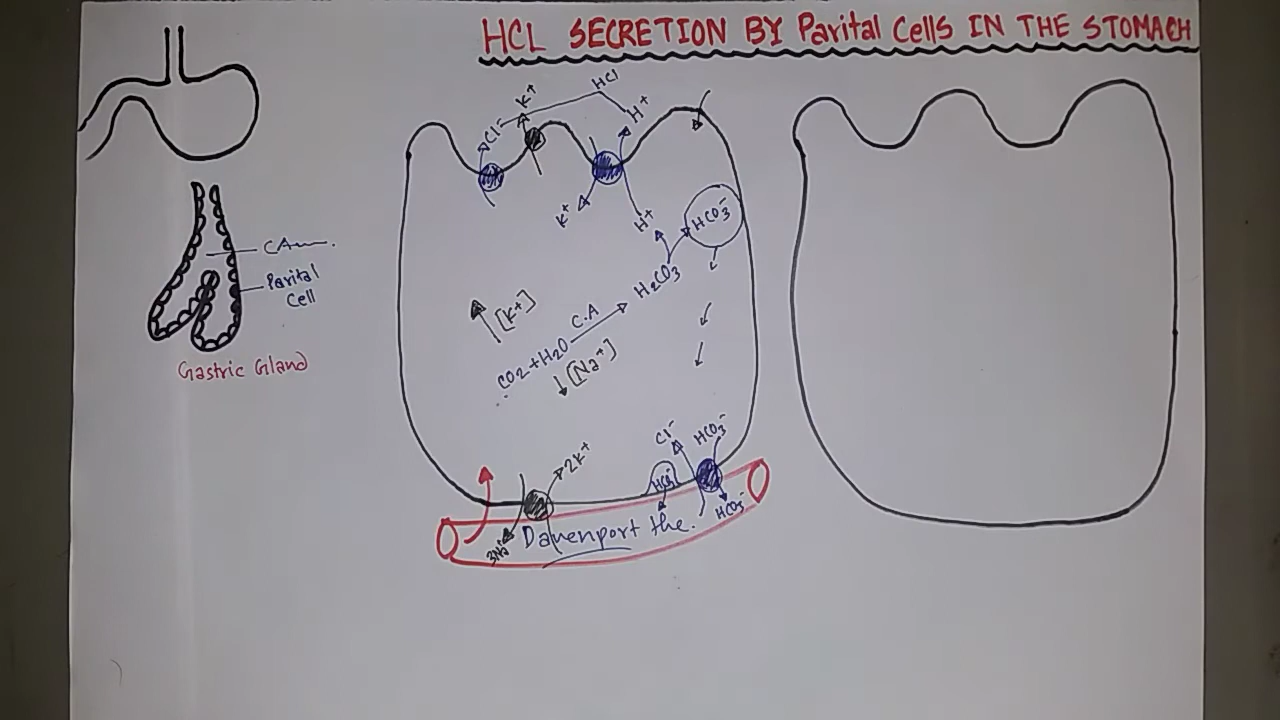 HCL SECRETION BY Parital Cells IN THE STOMACH
Parital
Cell
Gastric Gland
HCl
K+
Cl-
H+
K+
H+
HCO3-
H2CO3
C.A
CO2+H2O
[K+]
[Na+]
2K+
3Na+
Cl-
HCO3-
HCO3-
HCO3-
Davenport the.